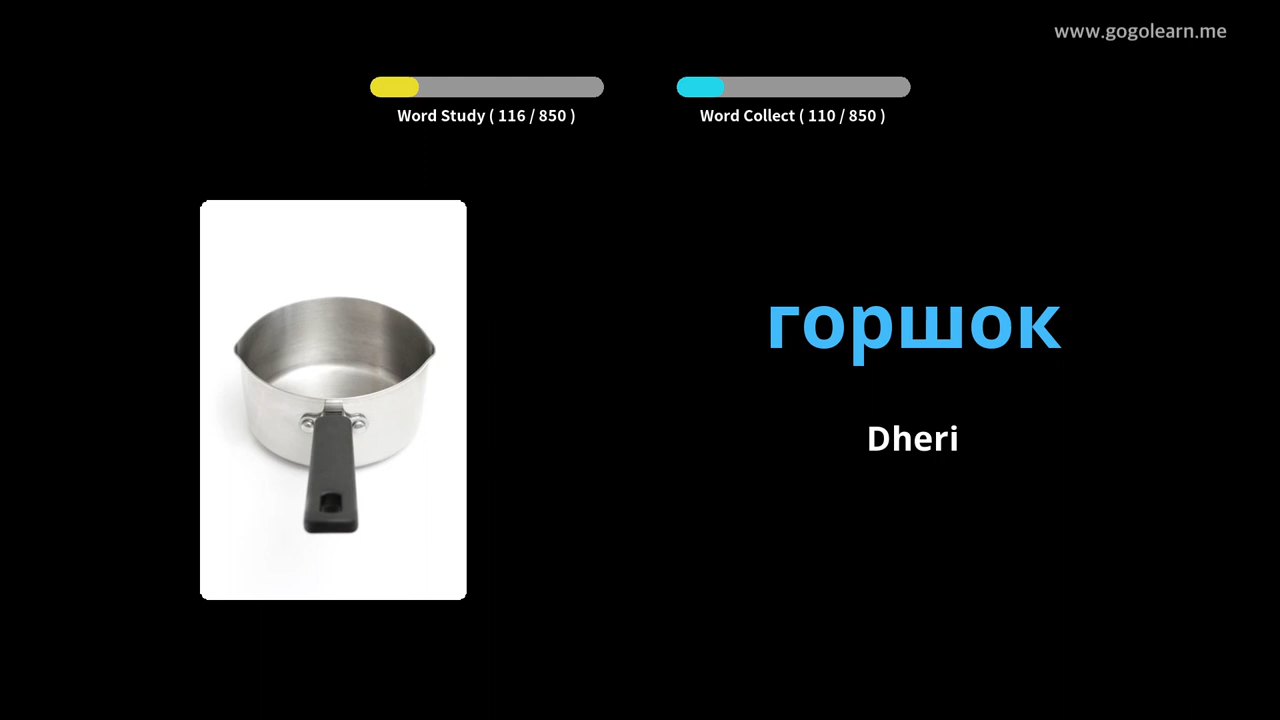 www.gogolearn.me
Word Study ( 116 / 850 )
Word Collect ( 110 / 850 )
горшок
Dheri